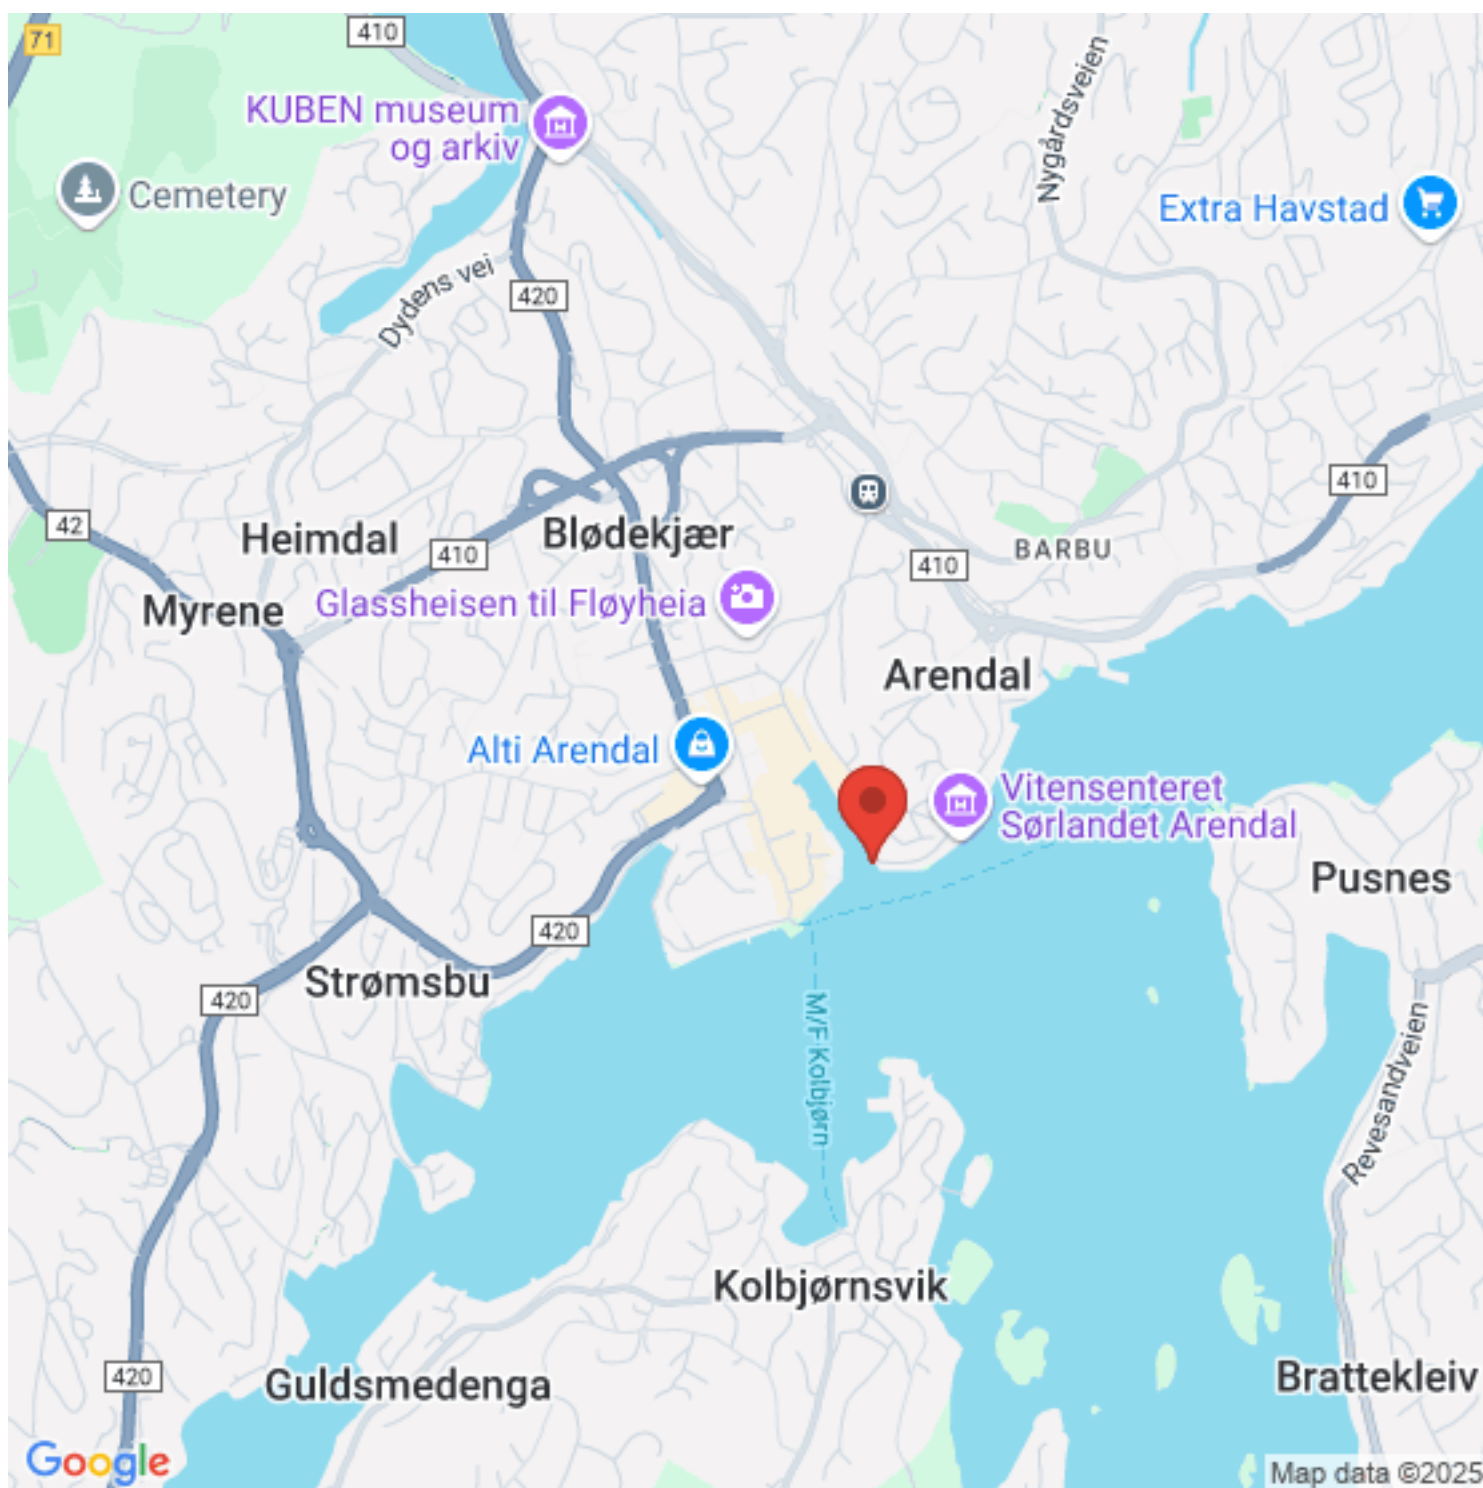 71
410
KUBEN museum
og arkiv
Nygårdsveien
Cemetery
Extra Havstad
Dydens vei
420
410
42
Heimdal
410
Blødekjær
BARBU
410
Glassheisen til Fløyheia
Myrene
Arendal
Alti Arendal
Vitensenteret
Sørlandet Arendal
Pusnes
420
Strømsbu
420
M/F Kolbjørn
Revesandveien
Kolbjørnsvik
420
Guldsmedenga
Brattekleiv
Google
Map data ©2025